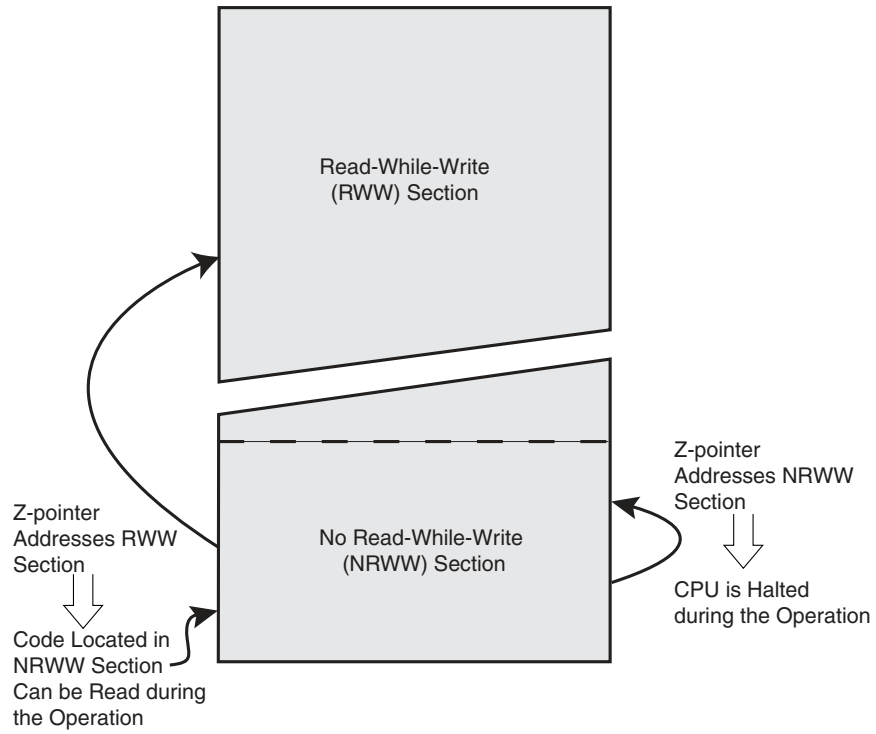 Read-While-Write
(RWW) Section
Z-pointer
Addresses NRWW
Section
Z-pointer
Addresses RWW
Section
No Read-While-Write
(NRWW) Section
CPU is Halted
during the Operation
Code Located in
NRWW Section
Can be Read during
the Operation